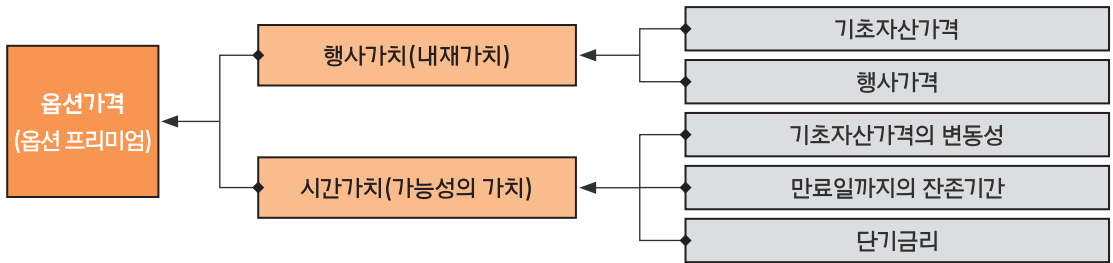 옵션가격
(옵션 프리미엄)
행사가치(내재가치)
기초자산가격
행사가격
시간가치(가능성의 가치)
기초자산가격의 변동성
만료일까지의 잔존기간
단기금리